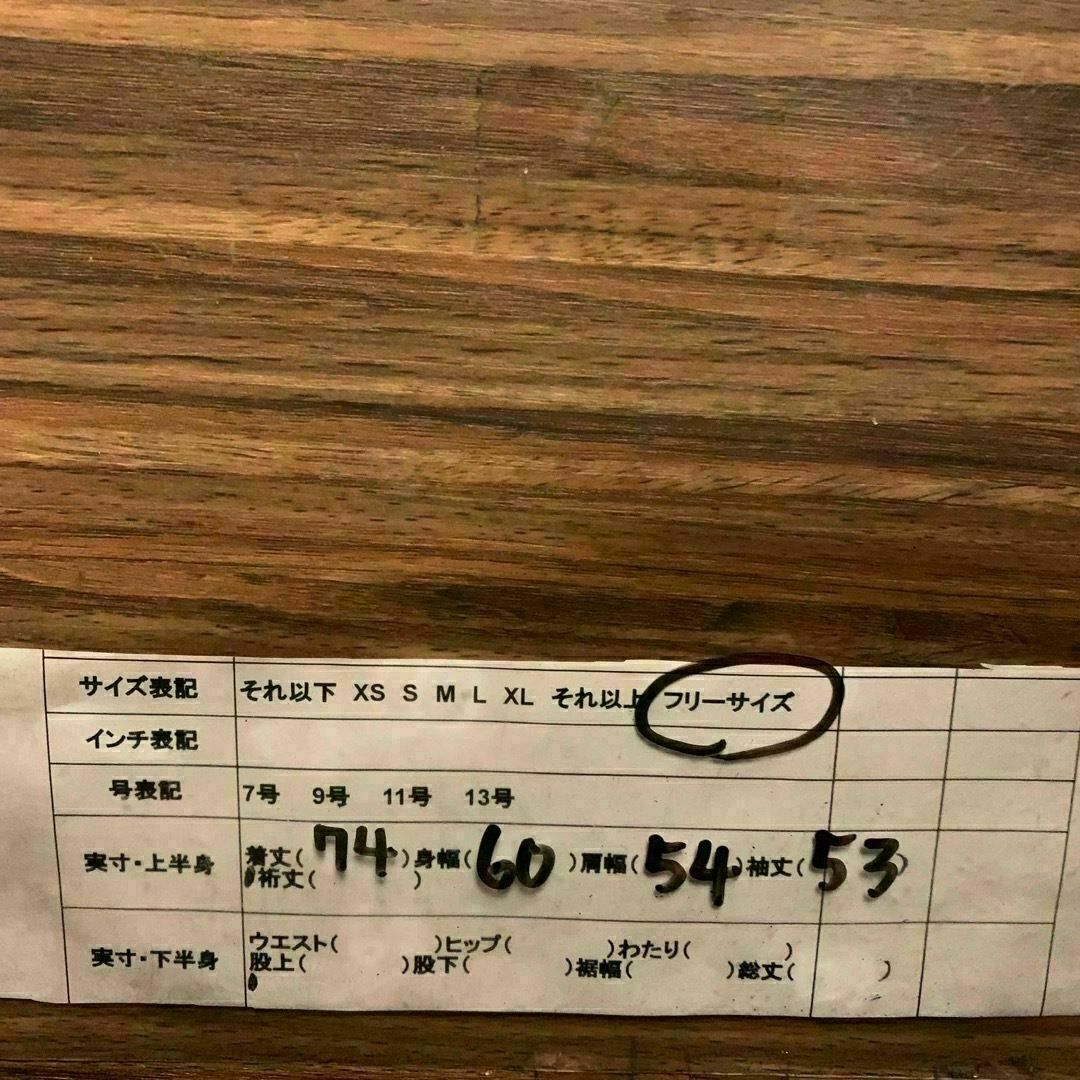 サイズ表記 それ以下 XS S M L XL それ以上 フリーサイズ
インチ表記
号表記 7号 9号 11号 13号
実寸・上半身 着丈( 74 )身幅( 60 )肩幅( 54 )袖丈( 53 )
裄丈( )
実寸・下半身 ウエスト( )ヒップ( )わたり( )
股上( )股下( )裾幅( )総丈( )